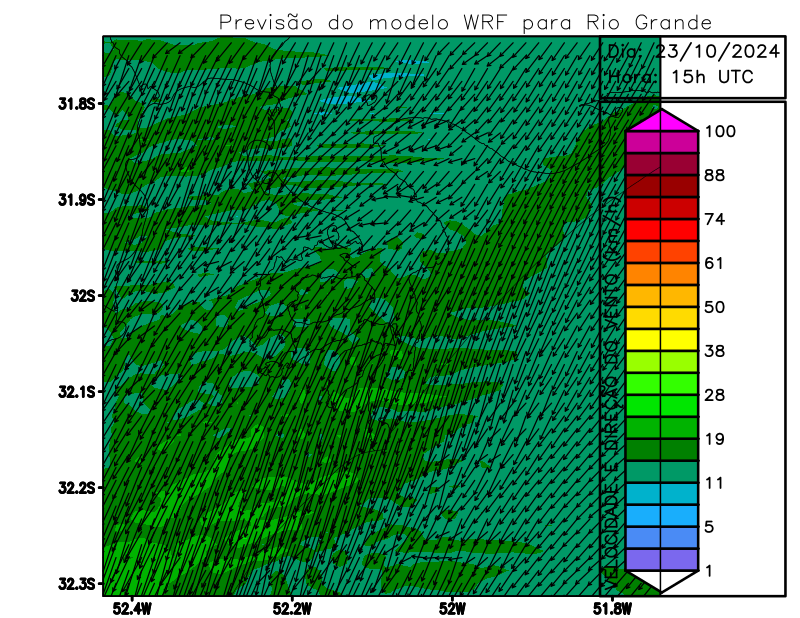 Previsão do modelo WRF para Rio Grande
Dia: 23/10/2024
Hora: 15h UTC
31.8S
31.9S
32S
32.1S
32.2S
32.3S
52.4W
52.2W
52W
51.8W
VELOCIDADE E DIREÇÃO DO VENTO (km/h)
100
88
74
61
50
38
28
19
11
5
1